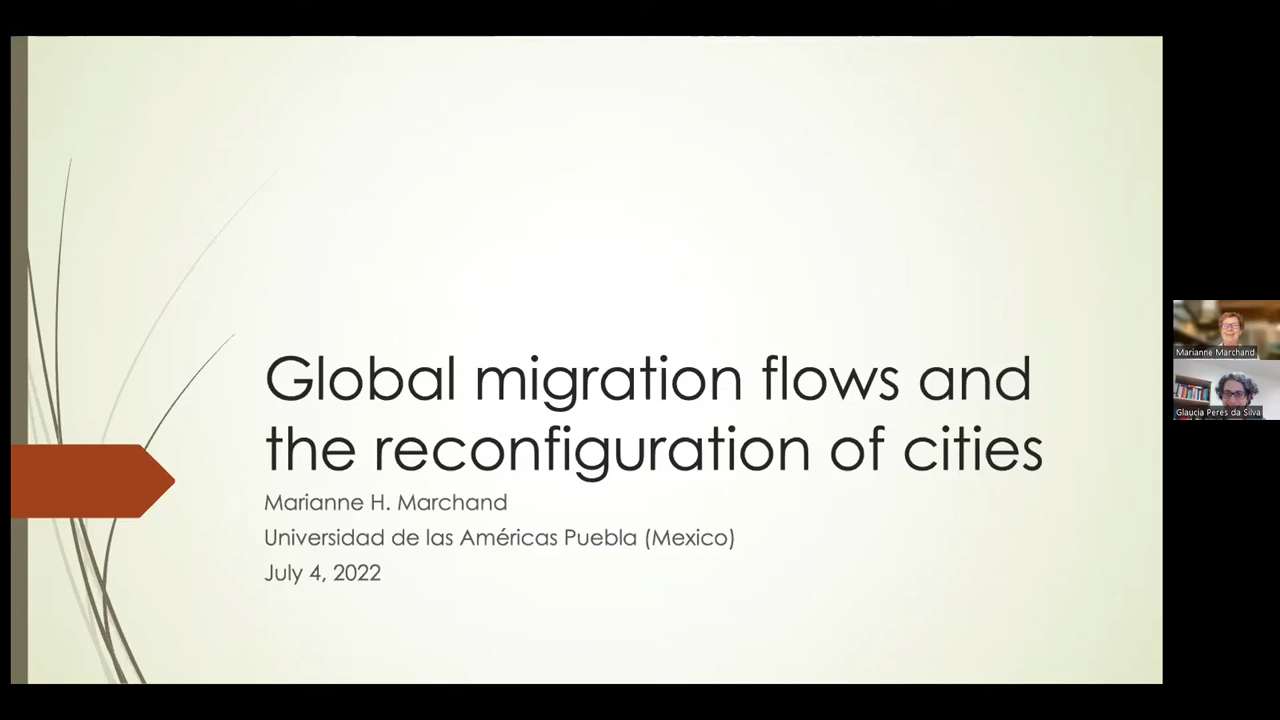 Global migration flows and
the reconfiguration of cities
Marianne H. Marchand
Universidad de las Américas Puebla (Mexico)
July 4, 2022
Marianne Marchand
Glaucia Peres da Silva